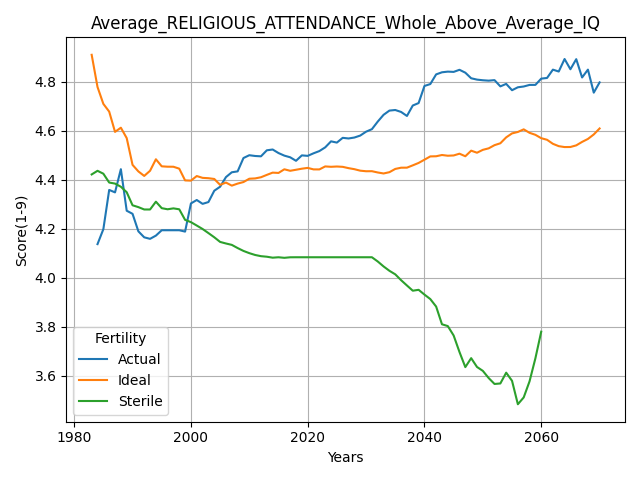 Average_RELIGIOUS_ATTENDANCE_Whole_Above_Average_IQ
Score(1-9)
4.8
4.6
4.4
4.2
4.0
3.8
3.6
Fertility
Actual
Ideal
Sterile
1980 2000 2020 2040 2060
Years